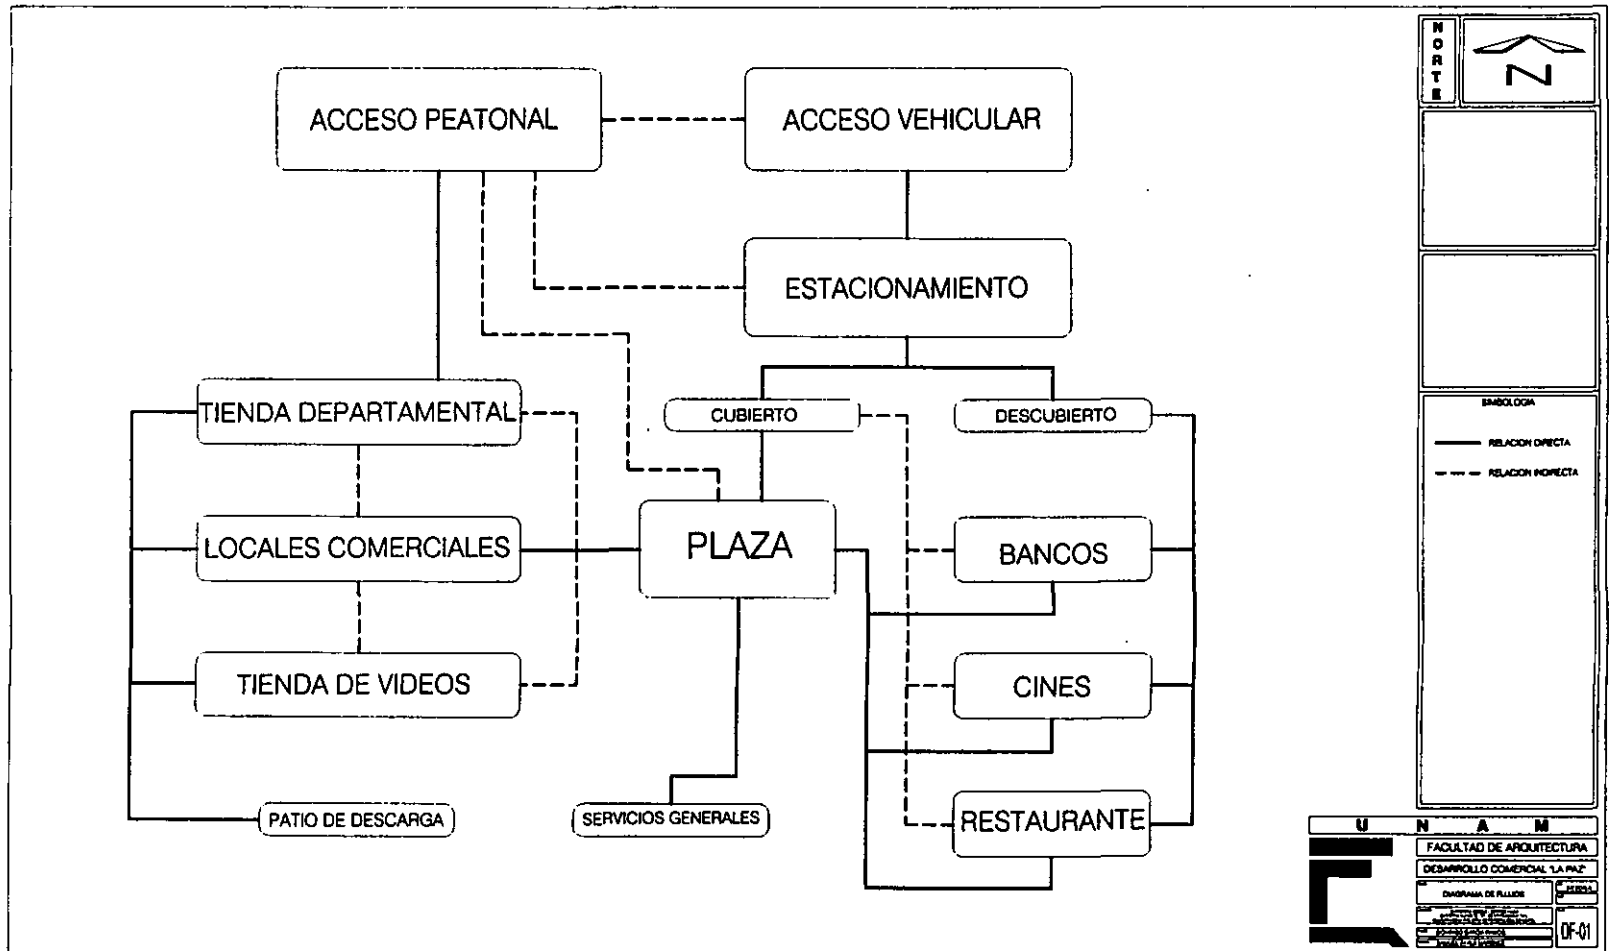 NORTE
N
ACCESO PEATONAL
ACCESO VEHICULAR
ESTACIONAMIENTO
TIENDA DEPARTAMENTAL
CUBIERTO
DESCUBIERTO
LOCALES COMERCIALES
PLAZA
BANCOS
TIENDA DE VIDEOS
CINES
PATIO DE DESCARGA
SERVICIOS GENERALES
RESTAURANTE
SIMBOLOGIA
RELACION DIRECTA
RELACION INDIRECTA
U N A M
FACULTAD DE ARQUITECTURA
DESARROLLO COMERCIAL "LA PAZ"
DIAGRAMA DE FLUJOS
DF-01